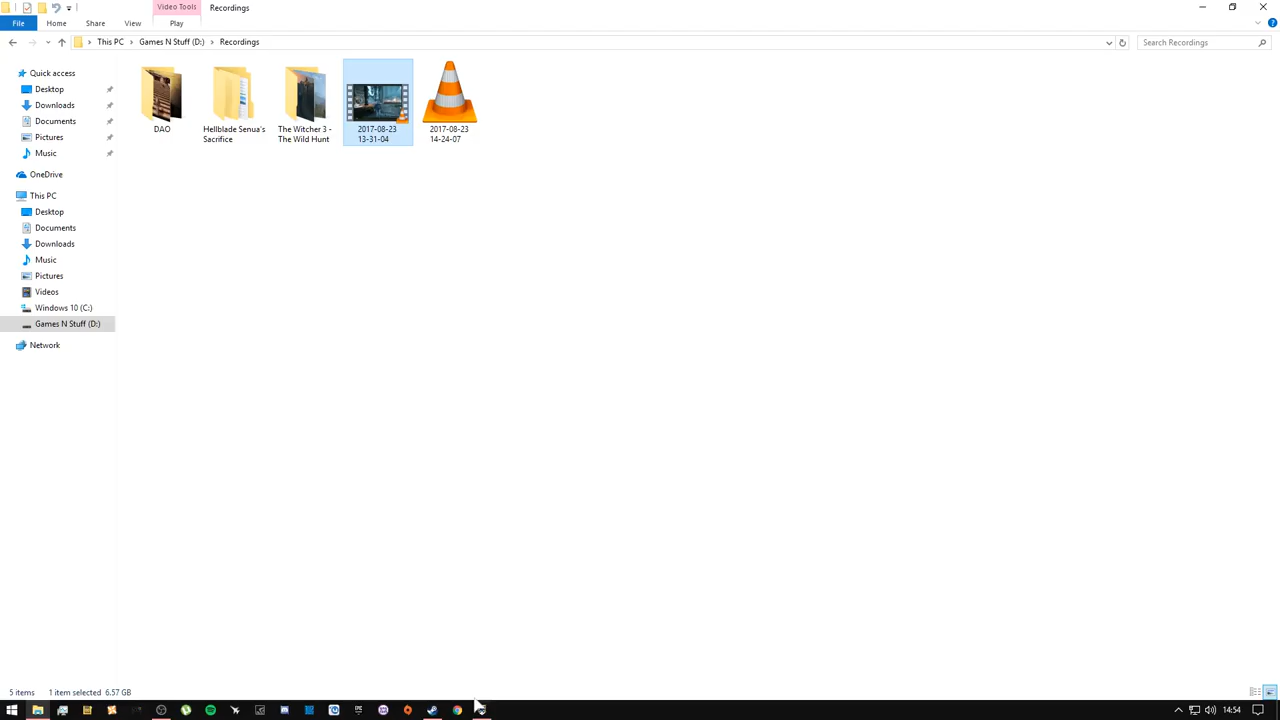 Video Tools
Recordings
File
Home
Share
View
Play
This PC
Games N Stuff (D:)
Recordings
Search Recordings
Quick access
Desktop
Downloads
Documents
Pictures
Music
OneDrive
This PC
Desktop
Documents
Downloads
Music
Pictures
Videos
Windows 10 (C:)
Games N Stuff (D:)
Network
DAO
Hellblade Senua's
Sacrifice
The Witcher 3 -
The Wild Hunt
2017-08-23
13-31-04
2017-08-23
14-24-07
5 items
1 item selected 6.57 GB
14:54